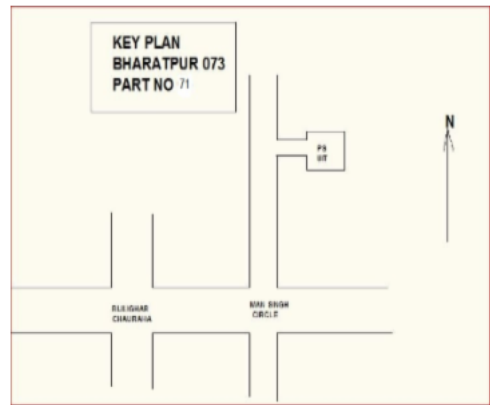 KEY PLAN
BHARATPUR 073
PART NO 71
PS
UIT
N
BIJLIGHAR
CHAURAHA
MAN SINGH
CIRCLE